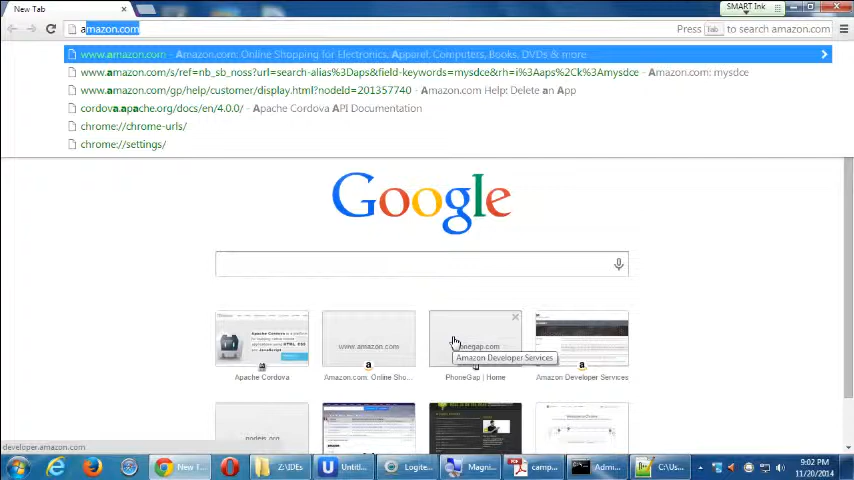 New Tab
SMART Ink
amazon.com
Press Tab to search amazon.com
www.amazon.com - Amazon.com: Online Shopping for Electronics, Apparel, Computers, Books, DVDs & more
www.amazon.com/s/ref=nb_sb_noss?url=search-alias%3Daps&field-keywords=mysdce&rh=i%3Aaps%2Ck%3Amysdce - Amazon.com: mysdce
www.amazon.com/gp/help/customer/display.html?nodeId=201357740 - Amazon.com Help: Delete an App
cordova.apache.org/docs/en/4.0.0/ - Apache Cordova API Documentation
chrome://chrome-urls/
chrome://settings/
Google
Apache Cordova
www.amazon.com
onegap.com
Amazon Developer Services
Apache Cordova
Amazon.com: Online Sho...
PhoneGap | Home
Amazon Developer Services
nodejs.org
developer.amazon.com
New T...
Z:\IDEs
Untitl...
Logite...
Magni...
camp...
Admi...
C:\Us...
9:02 PM
11/20/2014